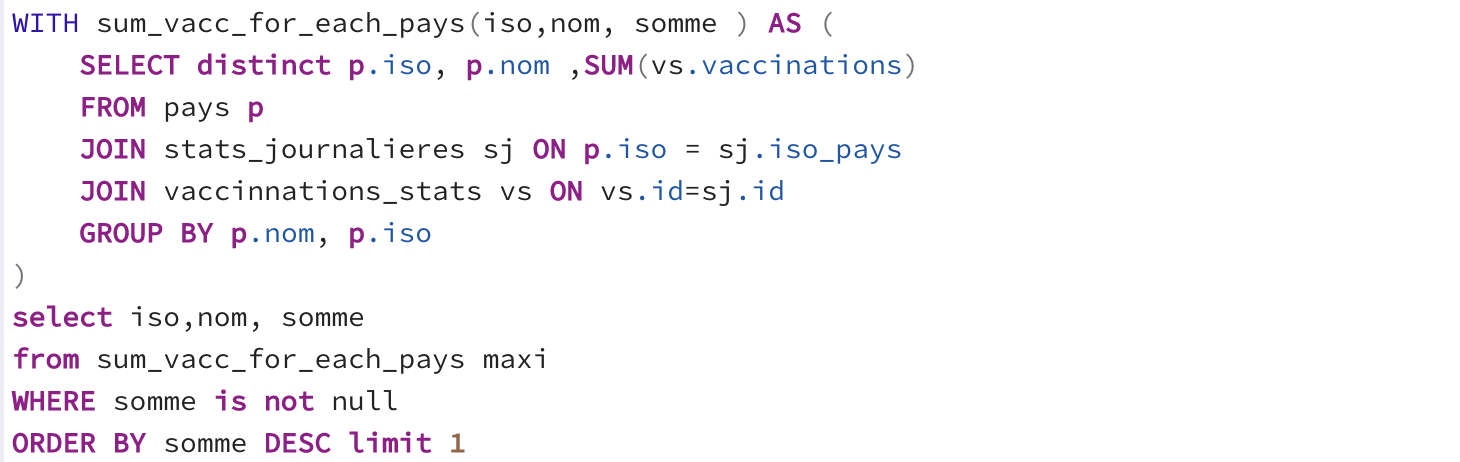 WITH sum_vacc_for_each_pays(iso,nom, somme ) AS (
    SELECT distinct p.iso, p.nom ,SUM(vs.vaccinations)
    FROM pays p
    JOIN stats_journalieres sj ON p.iso = sj.iso_pays
    JOIN vaccinnations_stats vs ON vs.id=sj.id
    GROUP BY p.nom, p.iso
)
select iso,nom, somme
from sum_vacc_for_each_pays maxi
WHERE somme is not null
ORDER BY somme DESC limit 1